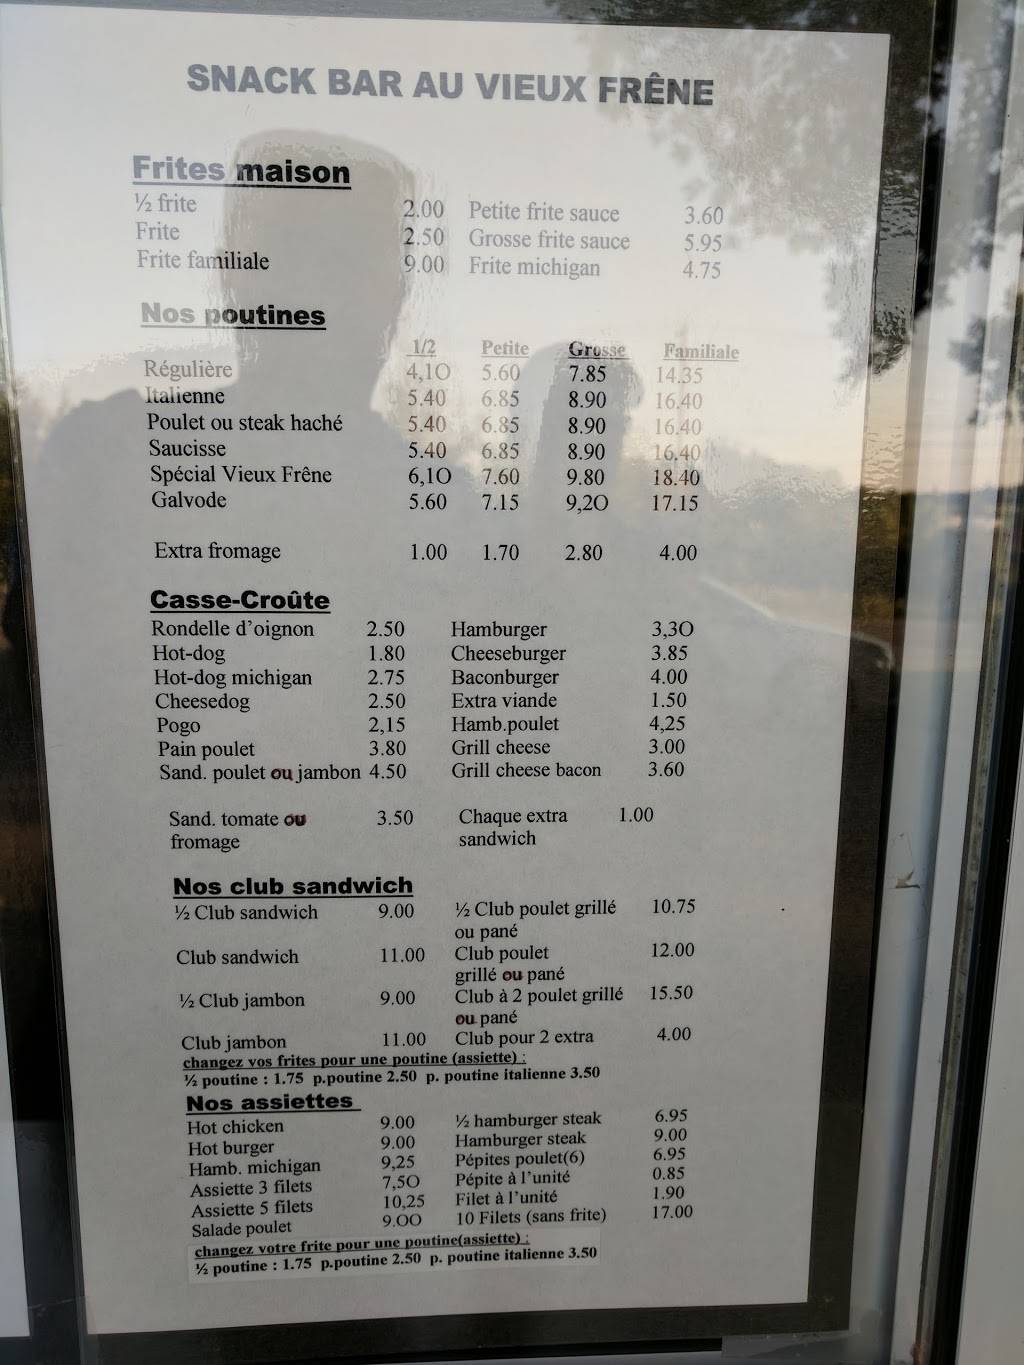 SNACK BAR AU VIEUX FRÊNE
Frites maison
½ frite 2.00 Petite frite sauce 3.60
Frite 2.50 Grosse frite sauce 5.95
Frite familiale 9.00 Frite michigan 4.75
Nos poutines
1/2 Petite Grosse Familiale
Régulière 4,10 5.60 7.85 14.35
Italienne 5.40 6.85 8.90 16.40
Poulet ou steak haché 5.40 6.85 8.90 16.40
Saucisse 5.40 6.85 8.90 16.40
Spécial Vieux Frêne 6,10 7.60 9.80 18.40
Galvode 5.60 7.15 9,20 17.15
Extra fromage 1.00 1.70 2.80 4.00
Casse-Croûte
Rondelle d'oignon 2.50 Hamburger 3,30
Hot-dog 1.80 Cheeseburger 3.85
Hot-dog michigan 2.75 Baconburger 4.00
Cheesedog 2.50 Extra viande 1.50
Pogo 2,15 Hamb.poulet 4,25
Pain poulet 3.80 Grill cheese 3.00
Sand. poulet ou jambon 4.50 Grill cheese bacon 3.60
Sand. tomate ou 3.50 Chaque extra 1.00
fromage sandwich
Nos club sandwich
½ Club sandwich 9.00 ½ Club poulet grillé 10.75
ou pané
Club sandwich 11.00 Club poulet 12.00
grillé ou pané
½ Club jambon 9.00 Club à 2 poulet grillé 15.50
ou pané
Club jambon 11.00 Club pour 2 extra 4.00
changez vos frites pour une poutine (assiette) :
½ poutine : 1.75 p.poutine 2.50 p. poutine italienne 3.50
Nos assiettes
Hot chicken 9.00 ½ hamburger steak 6.95
Hot burger 9.00 Hamburger steak 9.00
Hamb. michigan 9,25 Pépites poulet(6) 6.95
Assiette 3 filets 7,50 Pépite à l'unité 0.85
Assiette 5 filets 10,25 Filet à l'unité 1.90
Salade poulet 9.00 10 Filets (sans frite) 17.00
changez votre frite pour une poutine(assiette) :
½ poutine : 1.75 p.poutine 2.50 p. poutine italienne 3.50